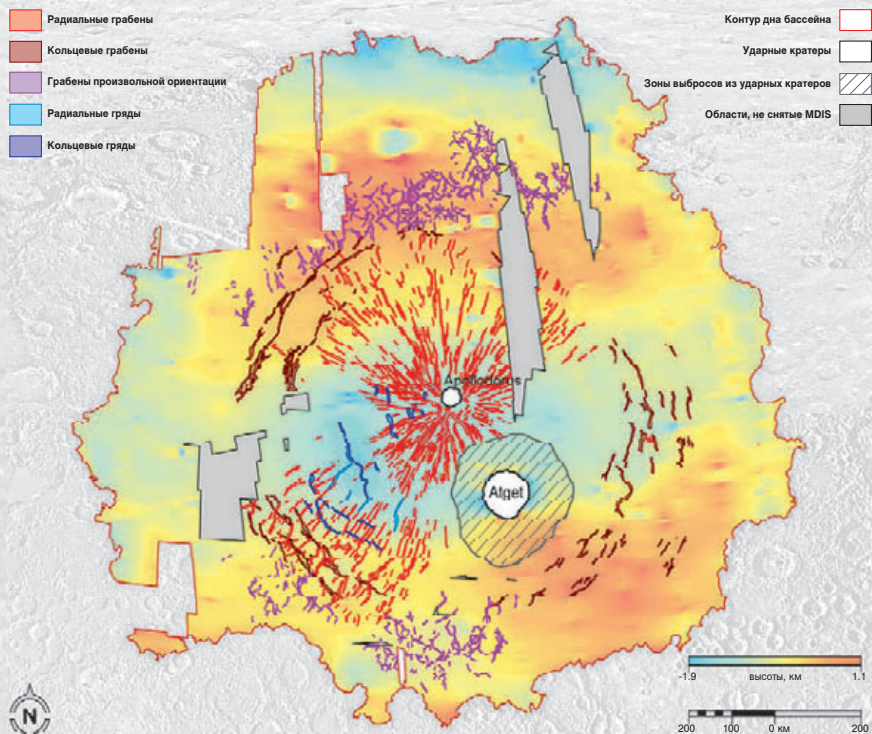 Радиальные грабены
Кольцевые грабены
Грабены произвольной ориентации
Радиальные гряды
Кольцевые гряды
Контур дна бассейна
Ударные кратеры
Зоны выбросов из ударных кратеров
Области, не снятые MDIS
Apollodorus
Atget
-1.9 высоты, км 1.1
200 100 0 км 200
N